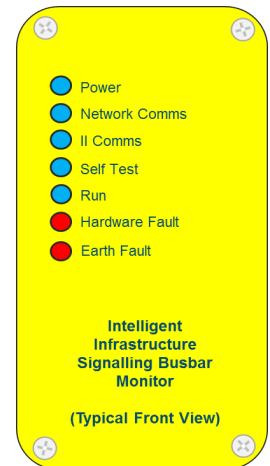 Power
Network Comms
II Comms
Self Test
Run
Hardware Fault
Earth Fault
Intelligent
Infrastructure
Signalling Busbar
Monitor
(Typical Front View)